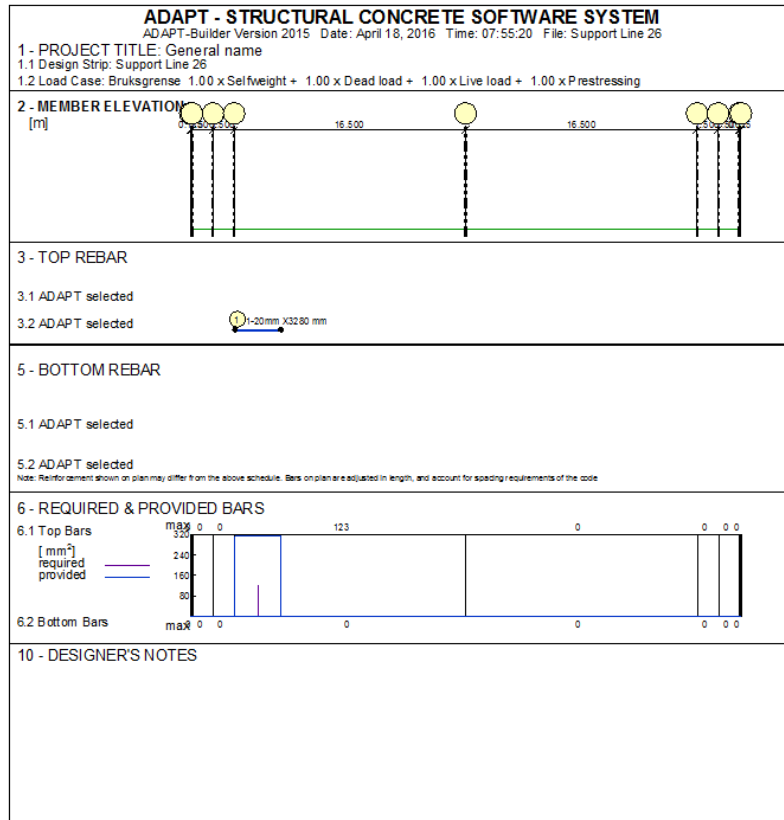 ADAPT - STRUCTURAL CONCRETE SOFTWARE SYSTEM
ADAPT-Builder Version 2015 Date: April 18, 2016 Time: 07:55:20 File: Support Line 26
1 - PROJECT TITLE: General name
1.1 Design Strip: Support Line 26
1.2 Load Case: Bruksgrense 1.00 x Selfweight + 1.00 x Dead load + 1.00 x Live load + 1.00 x Prestressing
2 - MEMBER ELEVATION
[m]
16.500 16.500
3 - TOP REBAR
3.1 ADAPT selected
3.2 ADAPT selected
1 1-20mm X3280 mm
5 - BOTTOM REBAR
5.1 ADAPT selected
5.2 ADAPT selected
Note: Reinforcement shown on plan may differ from the above schedule. Bars on plan are adjusted in length, and account for spacing requirements of the code
6 - REQUIRED & PROVIDED BARS
6.1 Top Bars
max 0 0 123 0 0 0 0
320
[ mm²]
240
required
160
provided
80
6.2 Bottom Bars
max 0 0 0 0 0 0 0
10 - DESIGNER'S NOTES